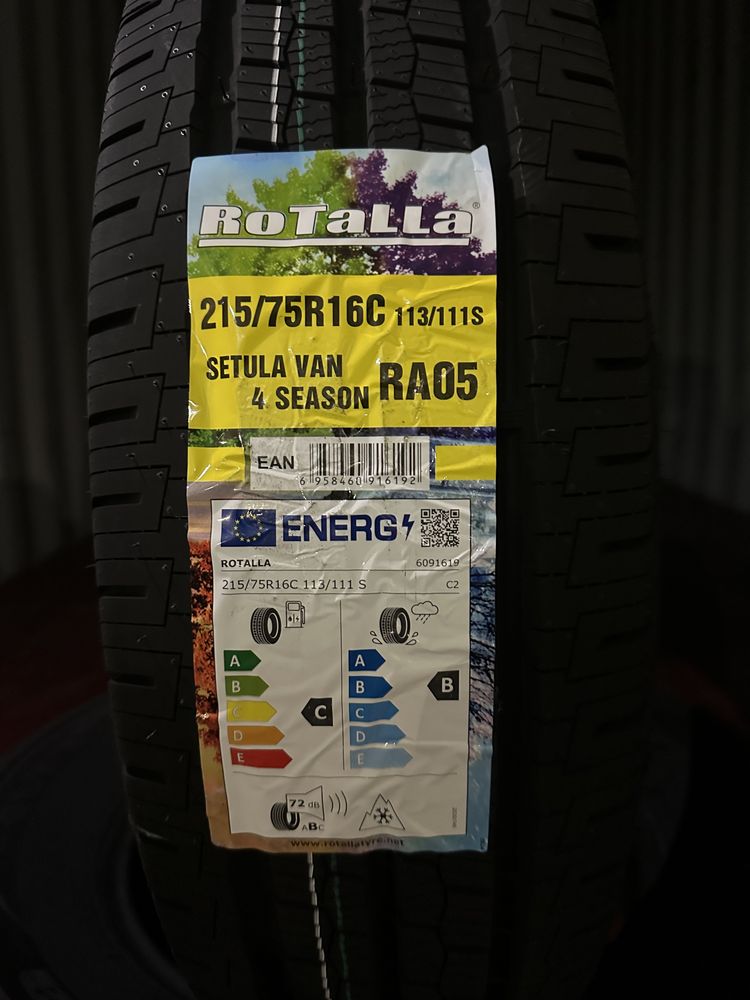 RoTaLLa®
215/75R16C 113/111S
SETULA VAN
4 SEASON RA05
EAN
6 958460 916192
ENERG
ROTALLA 6091619
215/75R16C 113/111 S C2
A A
B B B
C C C
D D
E E
72 dB
ABC
www.rotallatyre.net